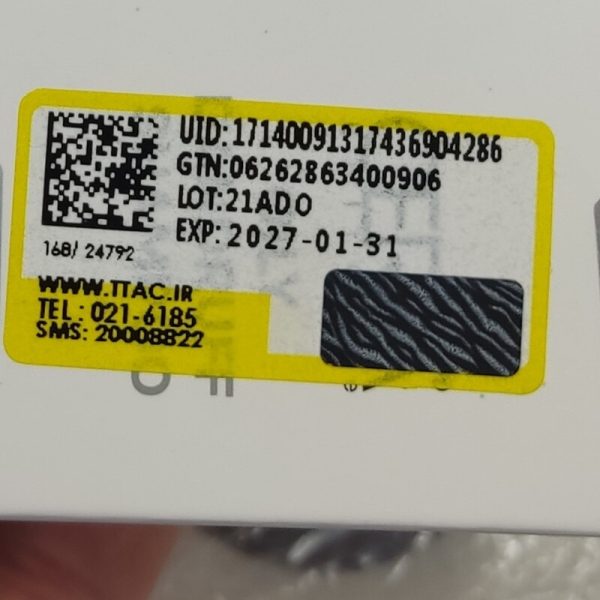 UID:17140091317436904286
GTN:06262863400906
LOT:21ADO
EXP: 2027-01-31
168/ 24792
WWW.TTAC.IR
TEL : 021-6185
SMS: 20008822